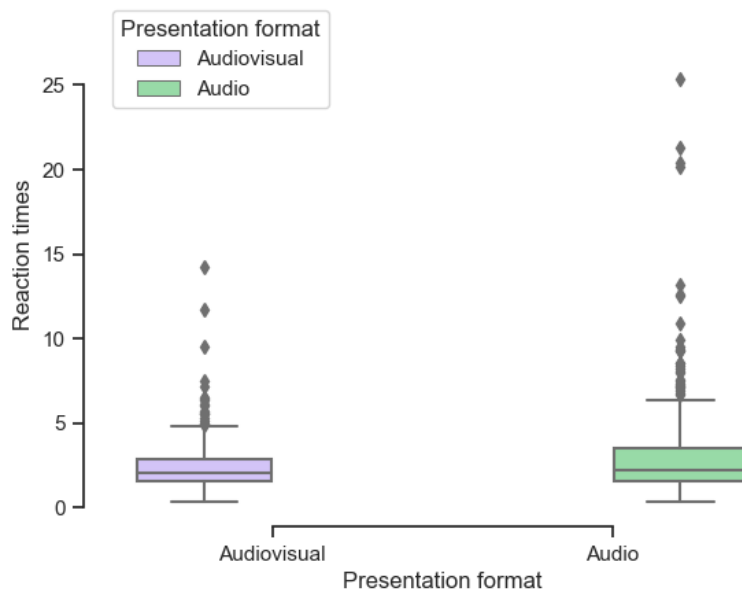 Presentation format
Audiovisual
Audio
25
20
15
10
5
0
Reaction times
Audiovisual
Audio
Presentation format